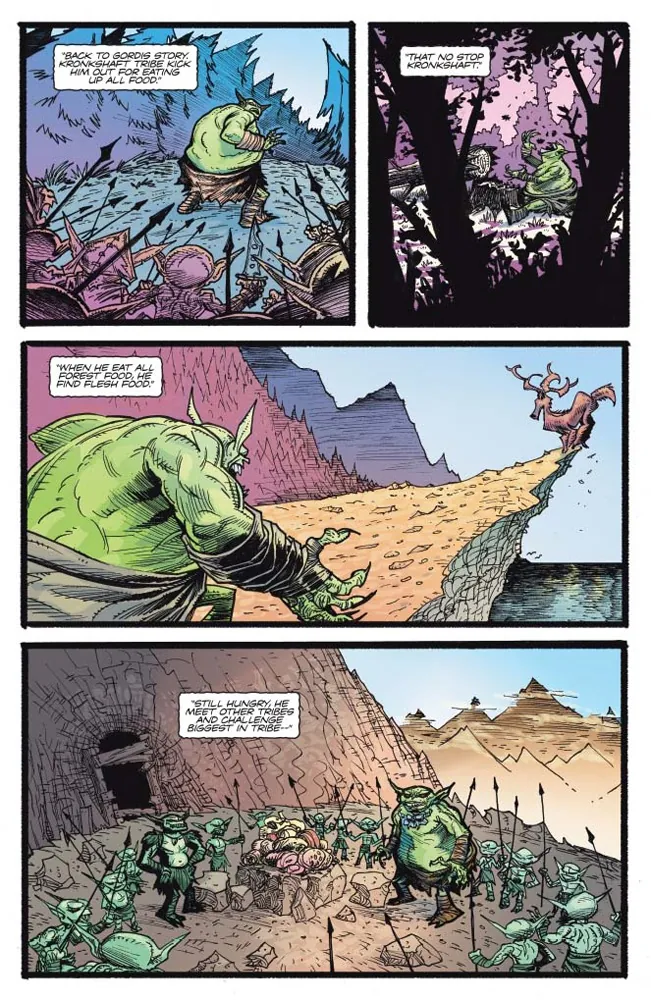 "BACK TO GORDIS STORY.
KRONKSHAFT TRIBE KICK
HIM OUT FOR EATING
UP ALL FOOD."
"THAT NO STOP
KRONKSHAFT."
"WHEN HE EAT ALL
FOREST FOOD, HE
FIND FLESH FOOD."
"STILL HUNGRY, HE
MEET OTHER TRIBES
AND CHALLENGE
BIGGEST IN TRIBE--"